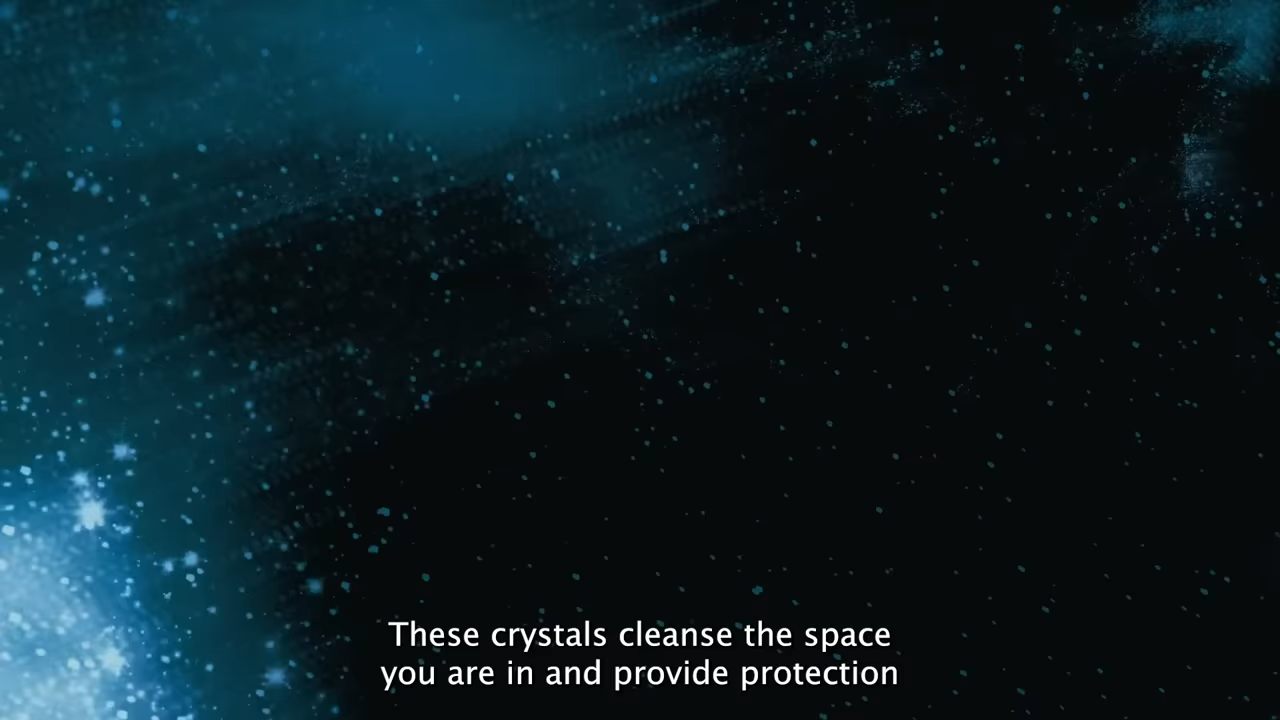 These crystals cleanse the space
you are in and provide protection